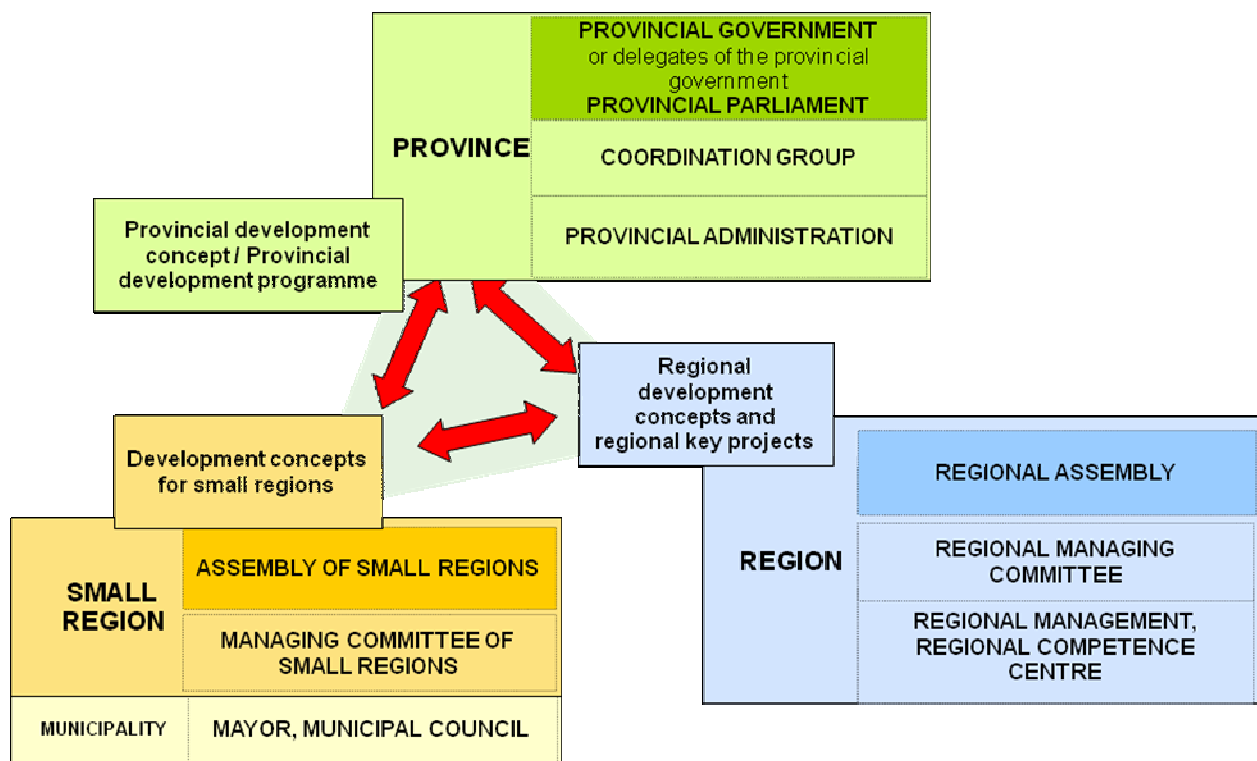 PROVINCE
PROVINCIAL GOVERNMENT
or delegates of the provincial
government
PROVINCIAL PARLIAMENT
COORDINATION GROUP
PROVINCIAL ADMINISTRATION
Provincial development
concept / Provincial
development programme
Regional
development
concepts and
regional key projects
REGION
REGIONAL ASSEMBLY
REGIONAL MANAGING
COMMITTEE
REGIONAL MANAGEMENT,
REGIONAL COMPETENCE
CENTRE
Development concepts
for small regions
SMALL
REGION
ASSEMBLY OF SMALL REGIONS
MANAGING COMMITTEE OF
SMALL REGIONS
MUNICIPALITY
MAYOR, MUNICIPAL COUNCIL